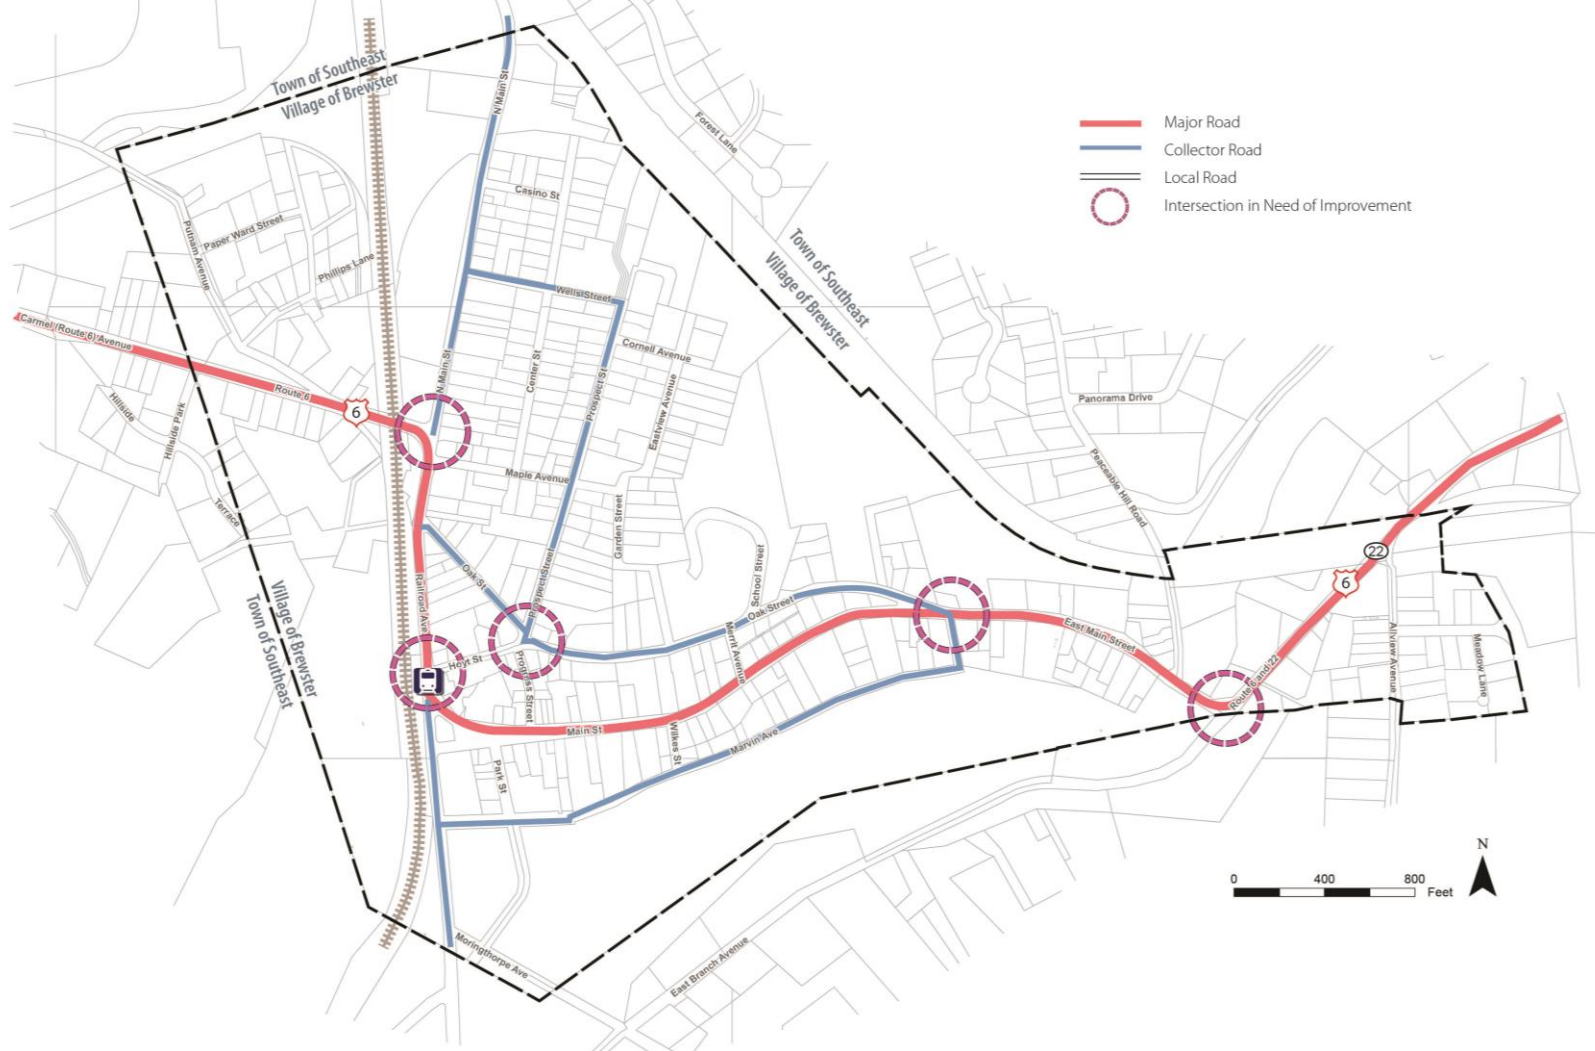 Town of Southeast
Village of Brewster
N Main St
Forest Lane
Major Road
Collector Road
Local Road
Intersection in Need of Improvement
Casino St
Putnam Avenue
Paper Ward Street
Phillips Lane
Town of Southeast
Village of Brewster
Wells Street
Carmel (Route 6) Avenue
Cornell Avenue
N Main St
Center St
Prospect St
Eastview Avenue
Route 6
6
Hillside
Hillside Park
Terrace
Panorama Drive
Peaceable Hill Road
Maple Avenue
Garden Street
22
6
Oak St
Prospect Street
School Street
Railroad Ave
Oak Street
Village of Brewster
Town of Southeast
East Main Street
Merrit Avenue
Allview Avenue
Meadow Lane
Hoyt St
Progress Street
Route 6 and 22
Main St
Wilkes St
Marvin Ave
Park St
N
0 400 800
Feet
Moringthorpe Ave
East Branch Avenue